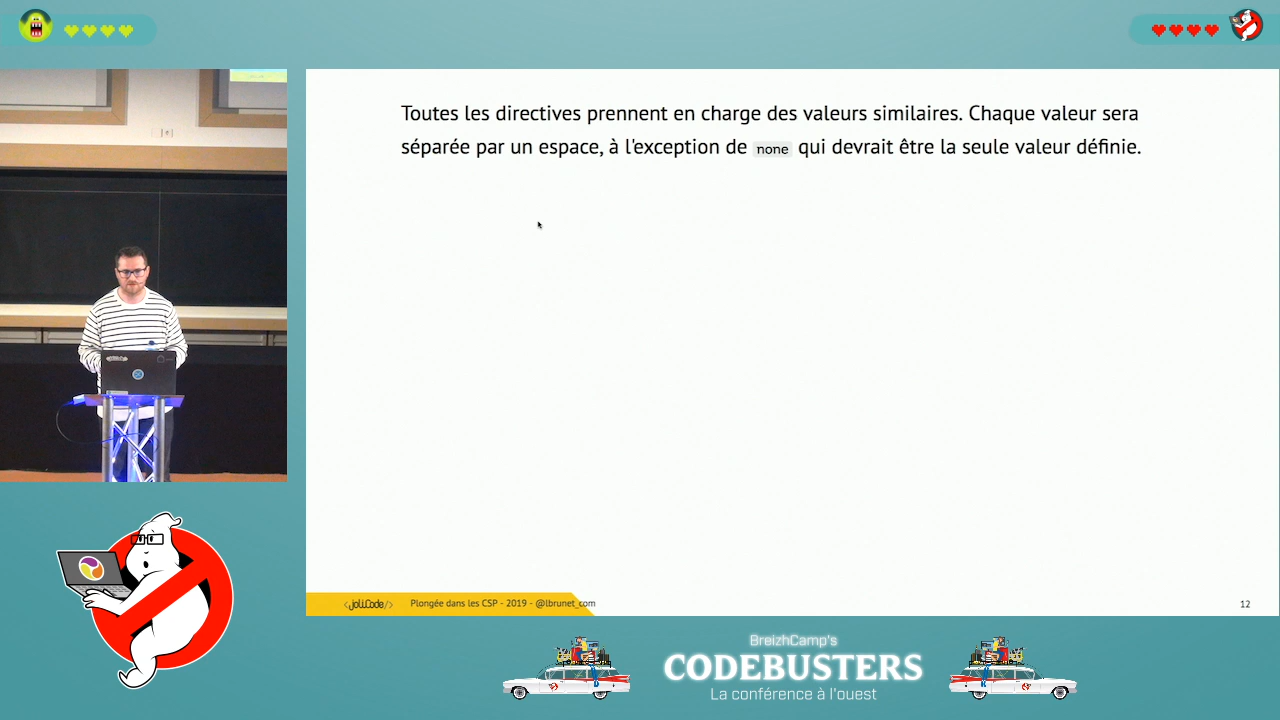 Toutes les directives prennent en charge des valeurs similaires. Chaque valeur sera
séparée par un espace, à l'exception de none qui devrait être la seule valeur définie.
<joliCode/>
Plongée dans les CSP - 2019 - @lbrunet_com
12
BreizhCamp's
CODEBUSTERS
La conférence à l'ouest